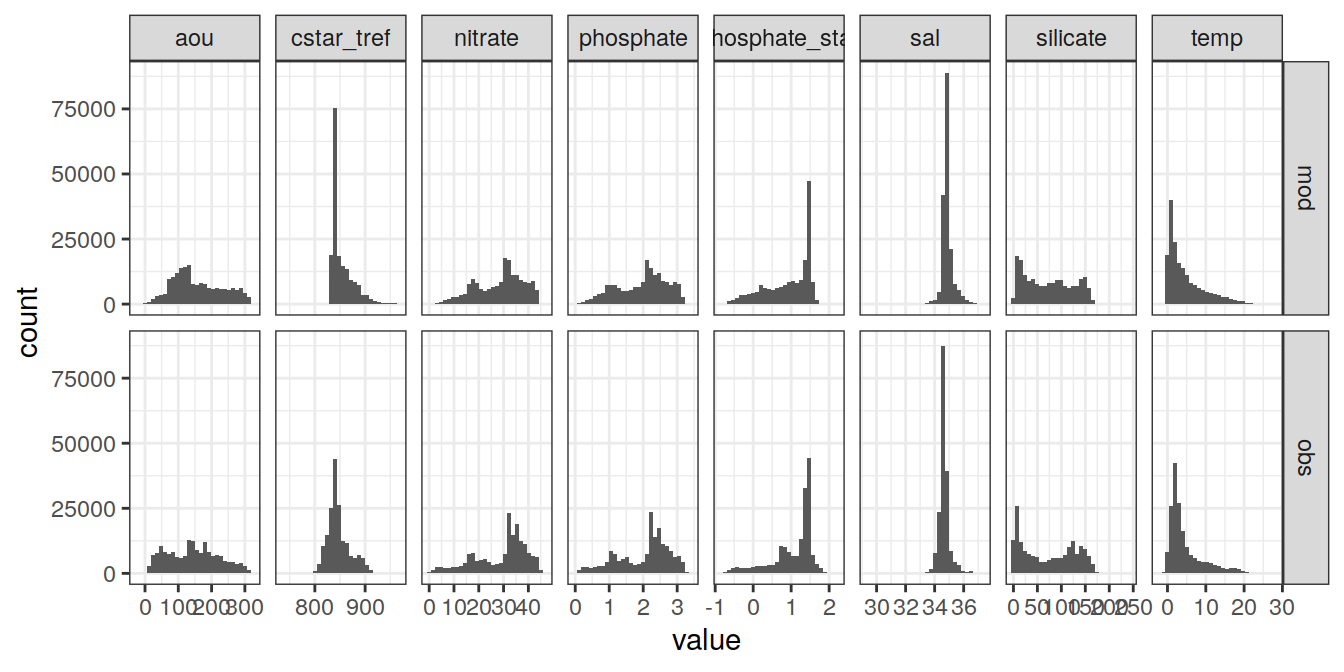 aou cstar_tref nitrate phosphate hosphate_sta sal silicate temp
75000
50000
25000
0
mod
count
75000
50000
25000
0
obs
0 100 200 300 800 900 0 10 20 30 40 0 1 2 3 -1 0 1 2 30 32 34 36 0 50 100 150 200 250 0 10 20 30
value